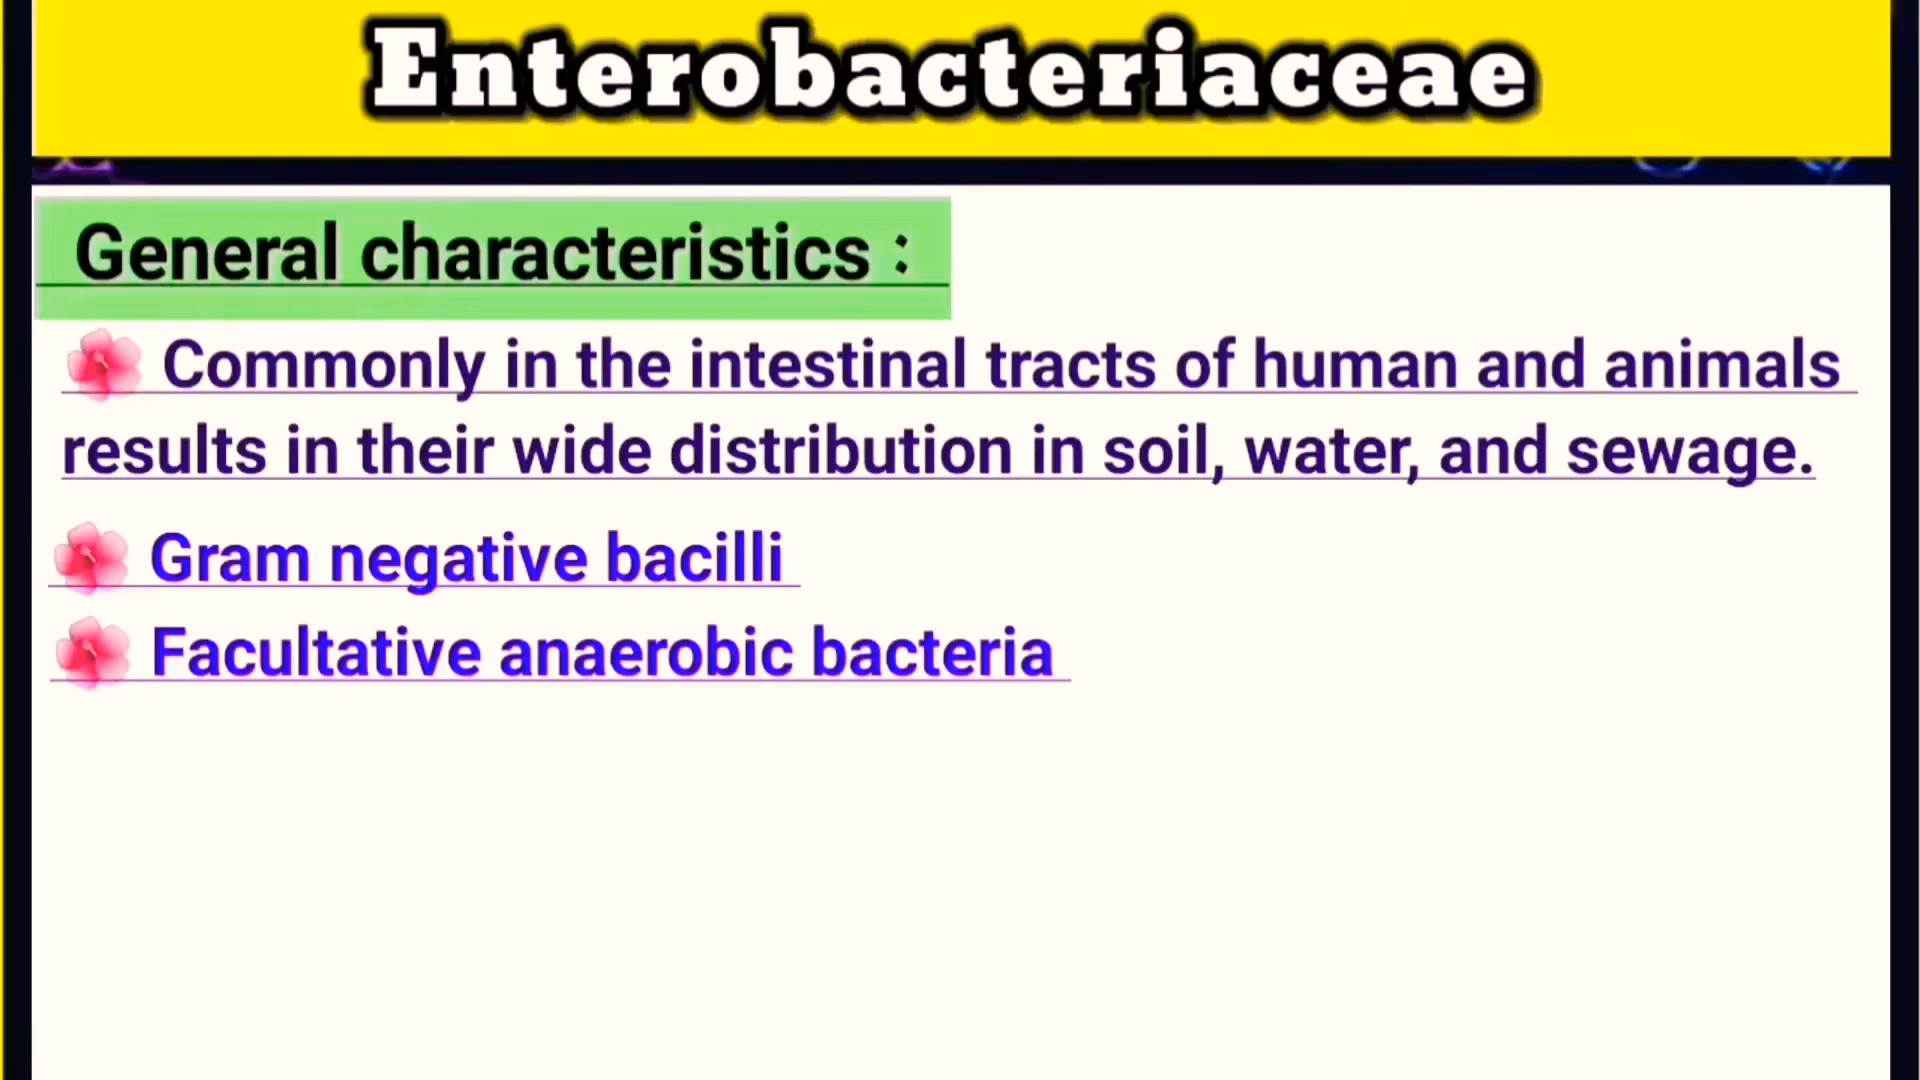 Enterobacteriaceae
General characteristics :
🌺 Commonly in the intestinal tracts of human and animals
results in their wide distribution in soil, water, and sewage.
🌺 Gram negative bacilli
🌺 Facultative anaerobic bacteria